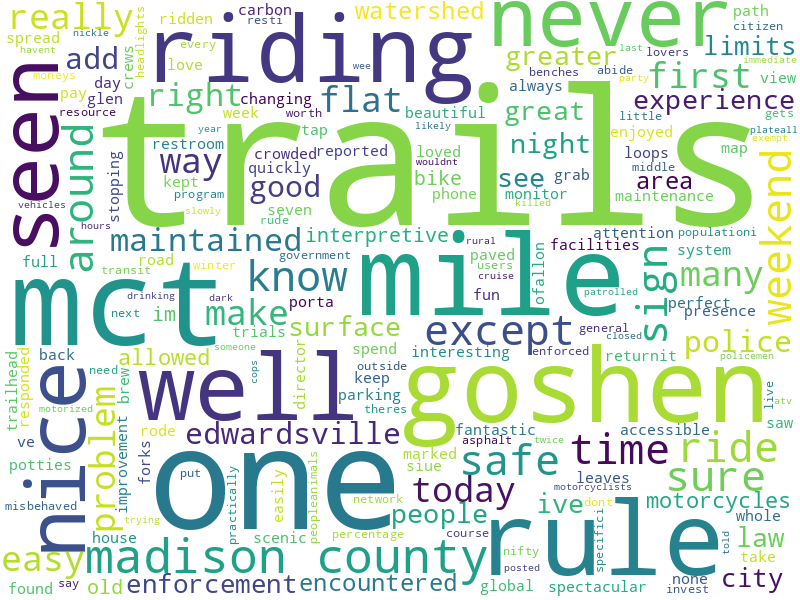 carbon
resti
watershed
never
path
citizen
really
ridden
riding
greater
limits
spread
havent
nickle
add
crews
headlights
every
love
last
lovers
immediate
seen
moneys
wee
benches
abide
first
view
pay
glen
day
right
changing
flat
beautiful
always
great
party
experience
resource
week
worth
trails
little
gets
plateall
year
tap
night
enjoyed
map
likely
exempt
around
stopping
restroom
way
crowded
reported
loved
wouldnt
loops
quickly
bike
see
grab
middle
weekend
kept
good
phone
monitor
area
maintenance
vehicles
program
slowly
rude
killed
hours
maintained
interpretive
attention
populationi
full
transit
road
government
rural
paved
facilities
system
mct
winter
know
users
ofallon
sign
many
cruise
mile
patrolled
drinking
dark
porta
fun
perfect
next
im
make
except
general
presence
closed
police
trials
surface
nice
back
allowed
someone
spend
interesting
enforced
returnit
policemen
trailhead
responded
need
brew
well
cops
director
outside
keep
goshen
live
motorized
problem
improvement
parking
theres
atv
ve
rode
edwardsville
fantastic
accessible
saw
forks
marked
asphalt
twice
time
ride
potties
siue
safe
put
one
leaves
sure
misbehaved
practically
easily
peopleanimals
network
today
motorcyclists
ive
dont
motorcycles
trying
percentage
people
rule
specifici
whole
house
scenic
course
told
law
easy
madison county
nifty
none
take
found
say
old
enforcement
encountered
global
posted
spectacular
invest
city